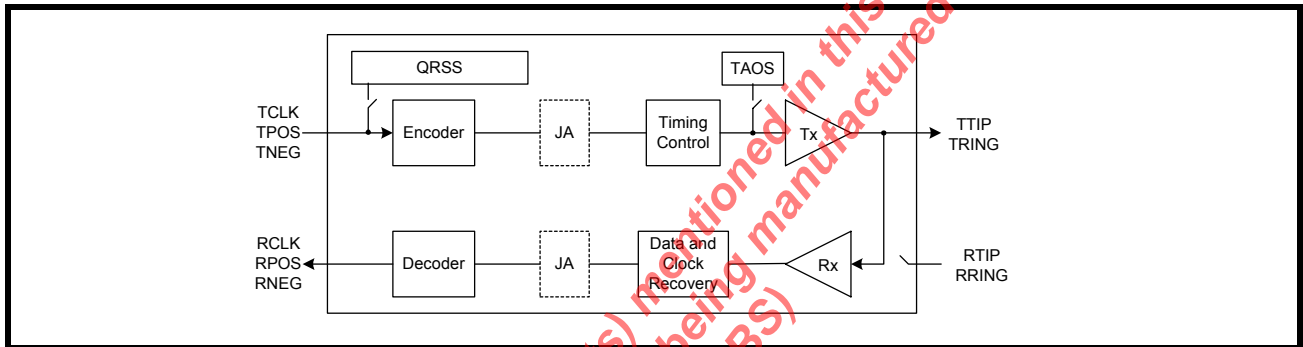 QRSS
TAOS
TCLK
TPOS
TNEG
Encoder
JA
Timing
Control
Tx
TTIP
TRING
RCLK
RPOS
RNEG
Decoder
JA
Data and
Clock
Recovery
Rx
RTIP
RRING
mentioned in this
being manufactured